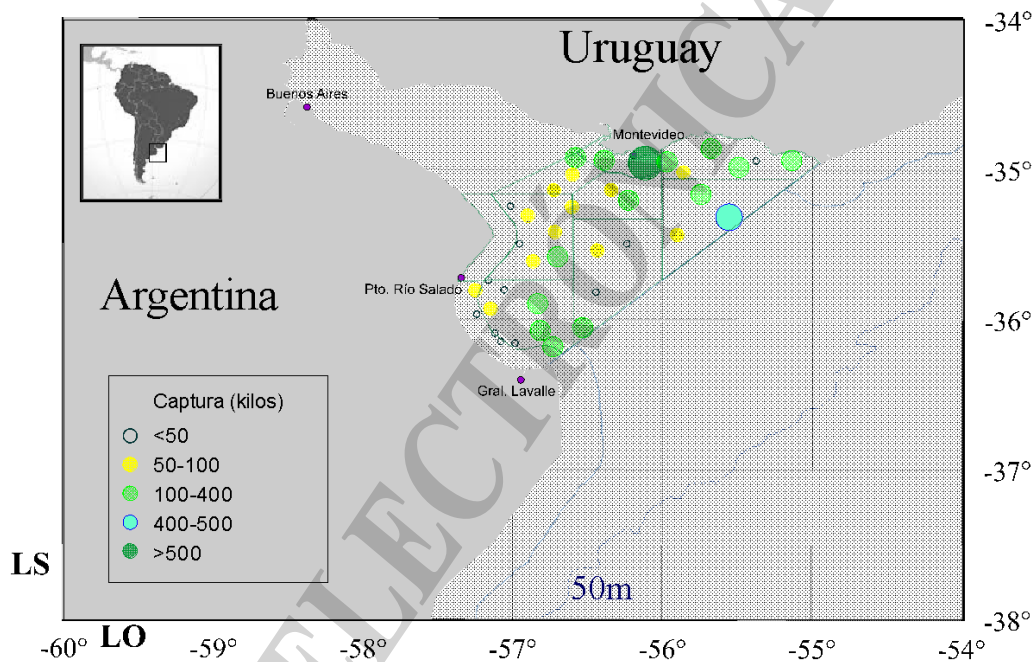 -34°
Uruguay
Buenos Aires
Montevideo
-35°
Argentina
Pto. Río Salado
-36°
Gral. Lavalle
Captura (kilos)
<50
50-100
-37°
100-400
400-500
>500
LS
50m
-38°
-60° LO -59° -58° -57° -56° -55° -54°
ELECTRÓNICA